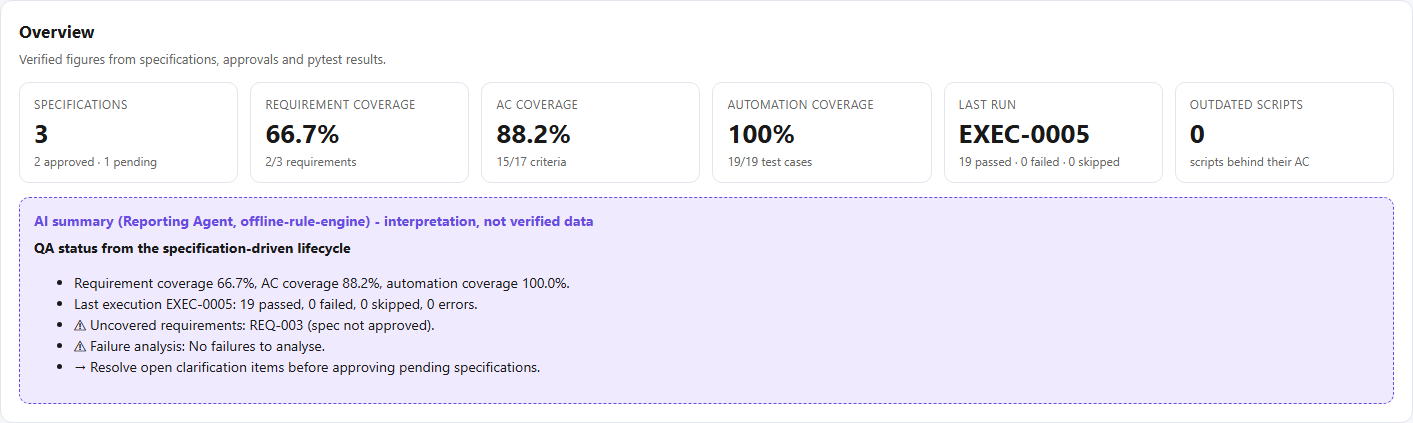 Overview
Verified figures from specifications, approvals and pytest results.
SPECIFICATIONS
3
2 approved · 1 pending
REQUIREMENT COVERAGE
66.7%
2/3 requirements
AC COVERAGE
88.2%
15/17 criteria
AUTOMATION COVERAGE
100%
19/19 test cases
LAST RUN
EXEC-0005
19 passed · 0 failed · 0 skipped
OUTDATED SCRIPTS
0
scripts behind their AC
AI summary (Reporting Agent, offline-rule-engine) - interpretation, not verified data
QA status from the specification-driven lifecycle
• Requirement coverage 66.7%, AC coverage 88.2%, automation coverage 100.0%.
• Last execution EXEC-0005: 19 passed, 0 failed, 0 skipped, 0 errors.
• ⚠ Uncovered requirements: REQ-003 (spec not approved).
• ⚠ Failure analysis: No failures to analyse.
• → Resolve open clarification items before approving pending specifications.